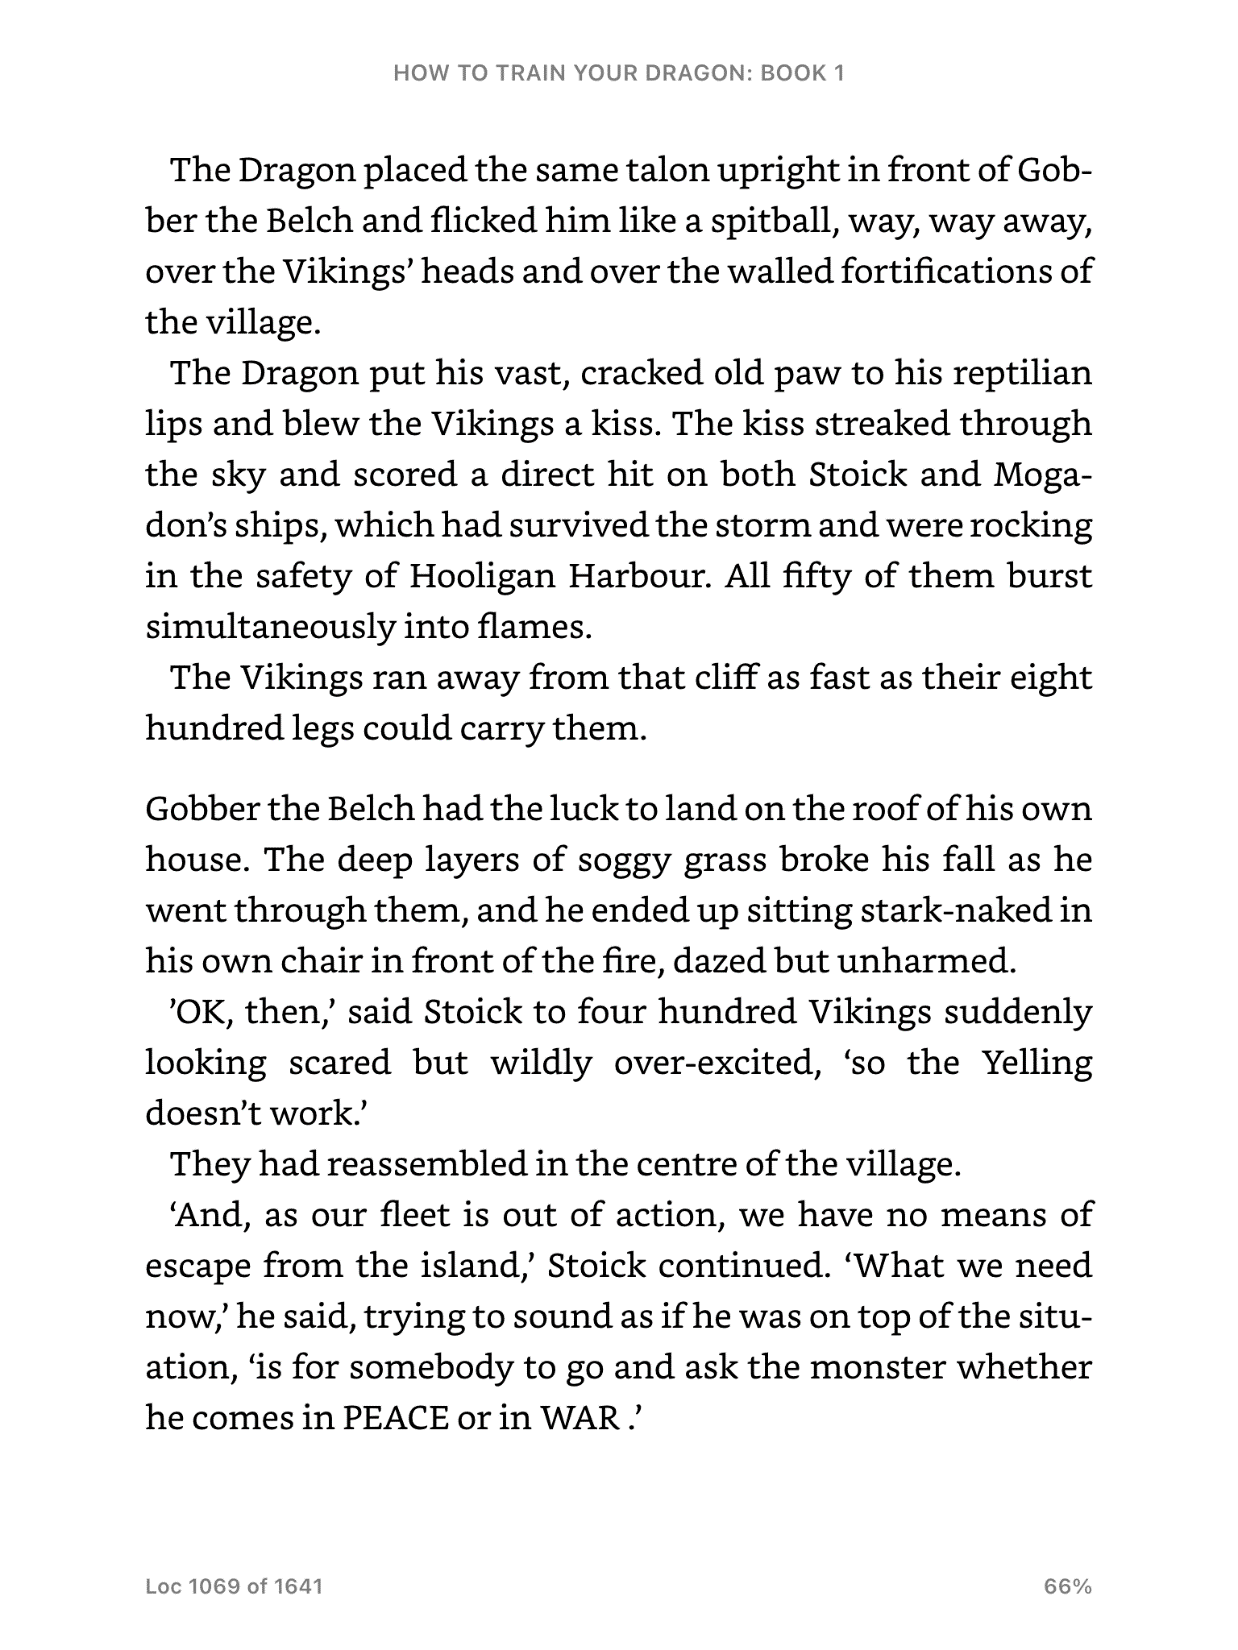 HOW TO TRAIN YOUR DRAGON: BOOK 1
The Dragon placed the same talon upright in front of Gob-
ber the Belch and flicked him like a spitball, way, way away,
over the Vikings’ heads and over the walled fortifications of
the village.
The Dragon put his vast, cracked old paw to his reptilian
lips and blew the Vikings a kiss. The kiss streaked through
the sky and scored a direct hit on both Stoick and Moga-
don’s ships, which had survived the storm and were rocking
in the safety of Hooligan Harbour. All fifty of them burst
simultaneously into flames.
The Vikings ran away from that cliff as fast as their eight
hundred legs could carry them.
Gobber the Belch had the luck to land on the roof of his own
house. The deep layers of soggy grass broke his fall as he
went through them, and he ended up sitting stark-naked in
his own chair in front of the fire, dazed but unharmed.
’OK, then,’ said Stoick to four hundred Vikings suddenly
looking scared but wildly over-excited, ‘so the Yelling
doesn’t work.’
They had reassembled in the centre of the village.
‘And, as our fleet is out of action, we have no means of
escape from the island,’ Stoick continued. ‘What we need
now,’ he said, trying to sound as if he was on top of the situ-
ation, ‘is for somebody to go and ask the monster whether
he comes in PEACE or in WAR .’
Loc 1069 of 1641
66%